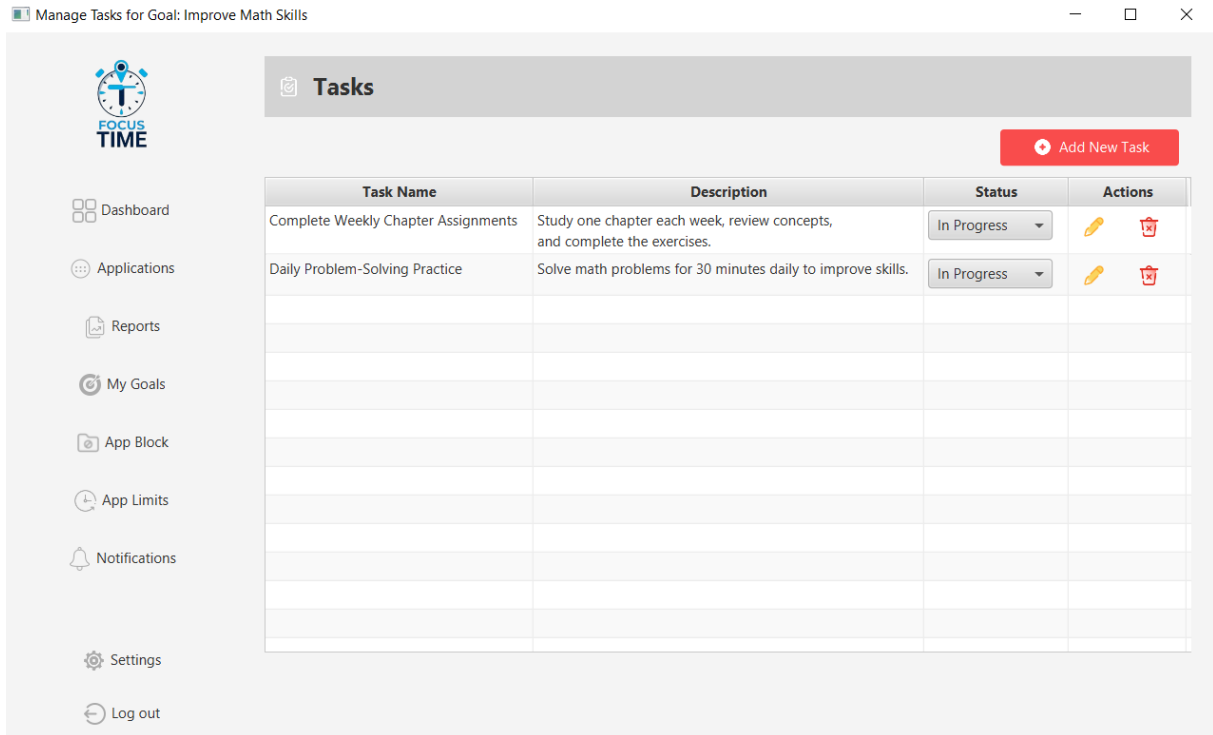 Manage Tasks for Goal: Improve Math Skills
FOCUS
TIME
Dashboard
Applications
Reports
My Goals
App Block
App Limits
Notifications
Settings
Log out
Tasks
Add New Task
Task Name Description Status Actions
Complete Weekly Chapter Assignments Study one chapter each week, review concepts, In Progress
and complete the exercises.
Daily Problem-Solving Practice Solve math problems for 30 minutes daily to improve skills. In Progress